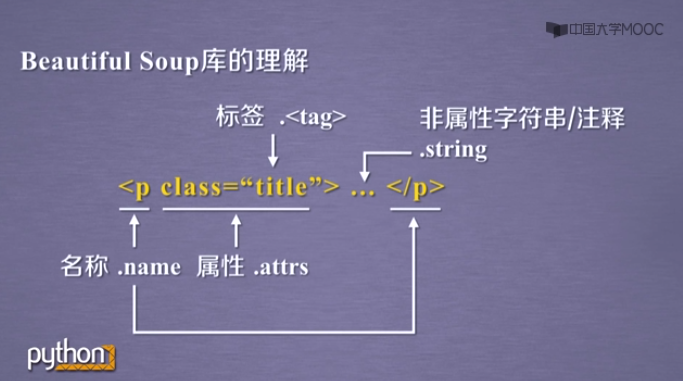 中国大学MOOC
Beautiful Soup库的理解
标签 .<tag>
非属性字符串/注释
.string
<p class=“title”> … </p>
名称 .name 属性 .attrs
python